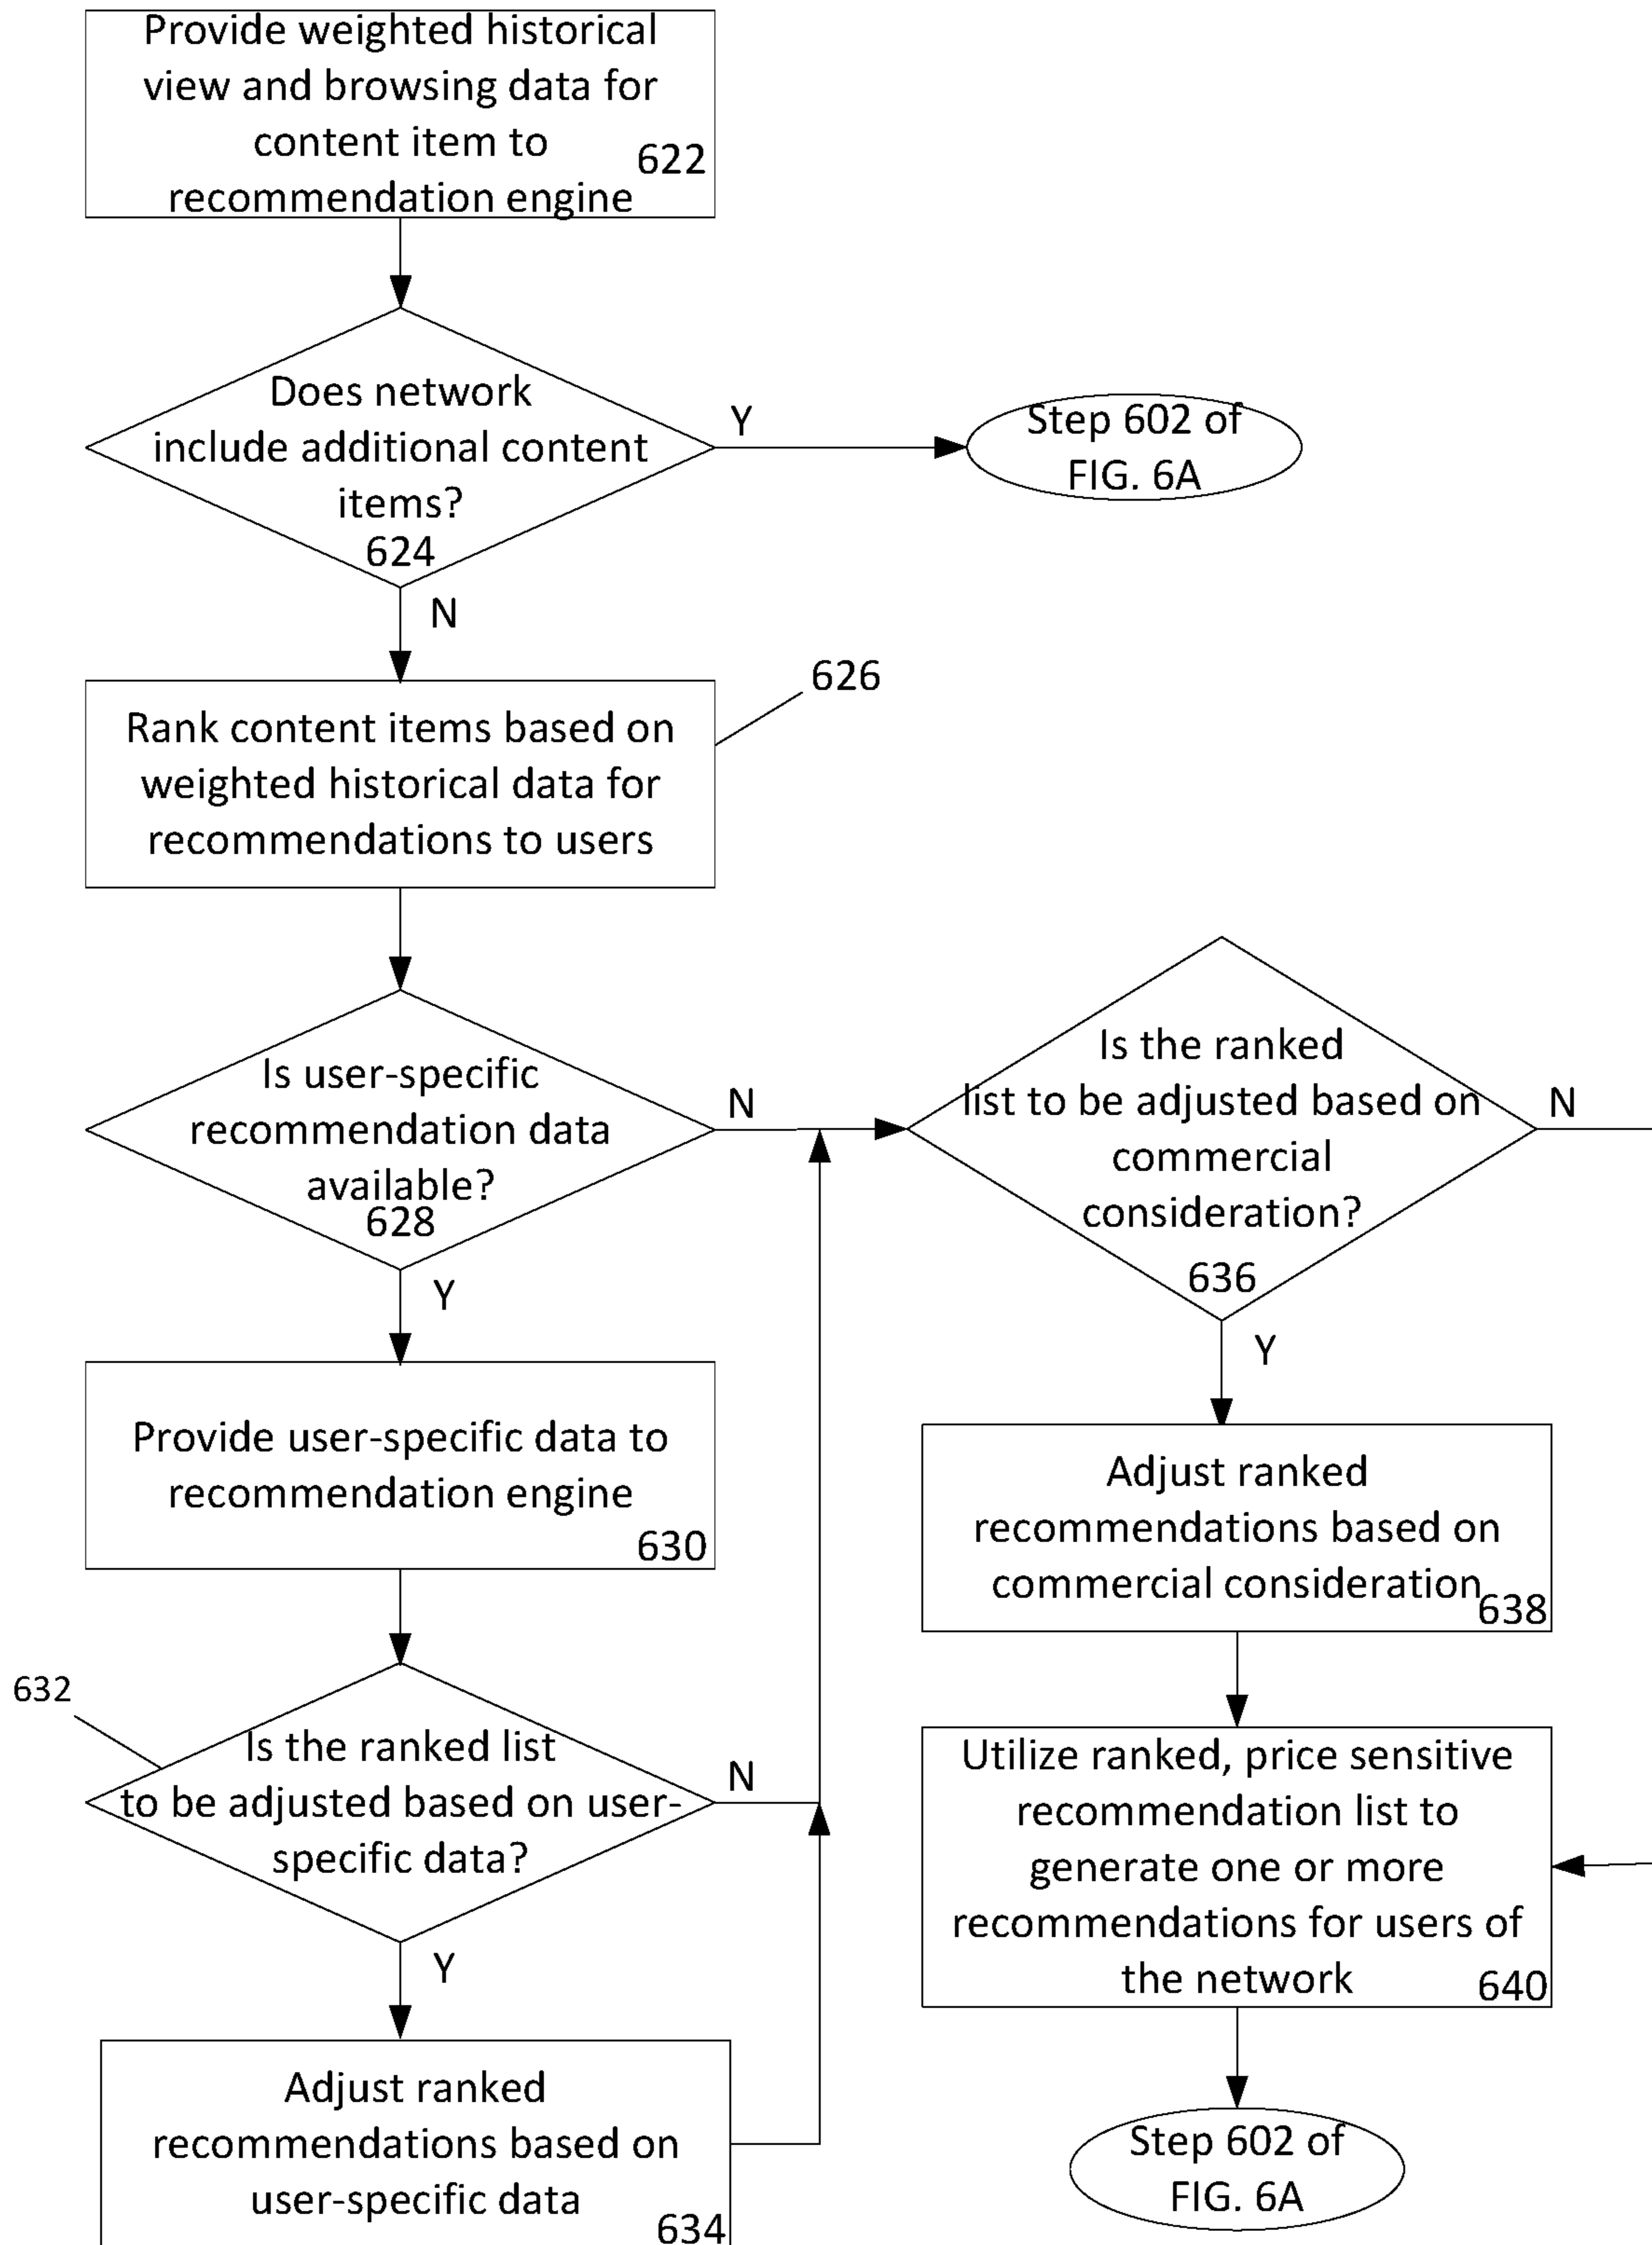 Provide weighted historical
view and browsing data for
content item to
recommendation engine
622
Does network
include additional content
items?
624
Y
Step 602 of
FIG. 6A
N
626
Rank content items based on
weighted historical data for
recommendations to users
Is user-specific
recommendation data
available?
628
N
Y
Provide user-specific data to
recommendation engine
630
632
Is the ranked list
to be adjusted based on user-
specific data?
N
Y
Adjust ranked
recommendations based on
user-specific data
634
Is the ranked
list to be adjusted based on
commercial
consideration?
636
N
Y
Adjust ranked
recommendations based on
commercial consideration
638
Utilize ranked, price sensitive
recommendation list to
generate one or more
recommendations for users of
the network
640
Step 602 of
FIG. 6A